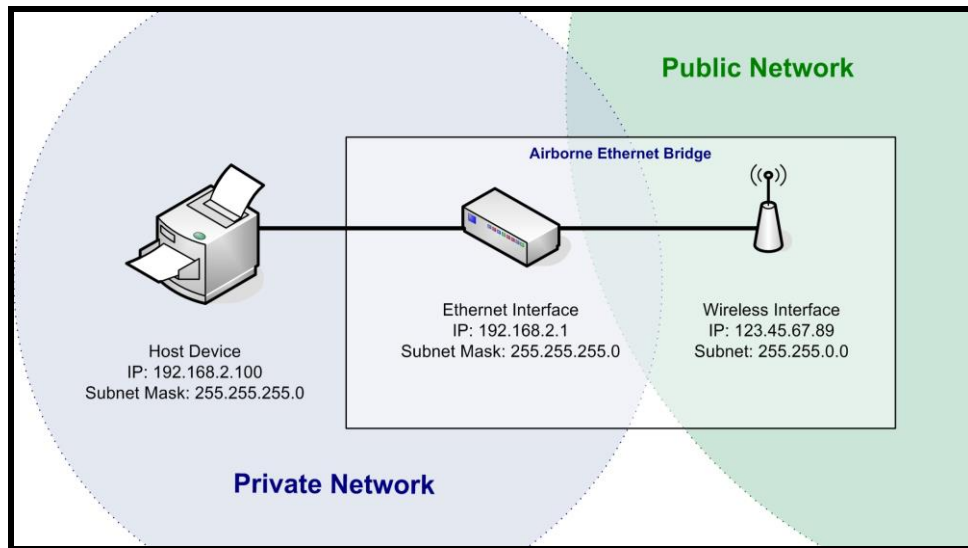 Public Network
Airborne Ethernet Bridge
Ethernet Interface
IP: 192.168.2.1
Subnet Mask: 255.255.255.0
Wireless Interface
IP: 123.45.67.89
Subnet: 255.255.0.0
Host Device
IP: 192.168.2.100
Subnet Mask: 255.255.255.0
Private Network